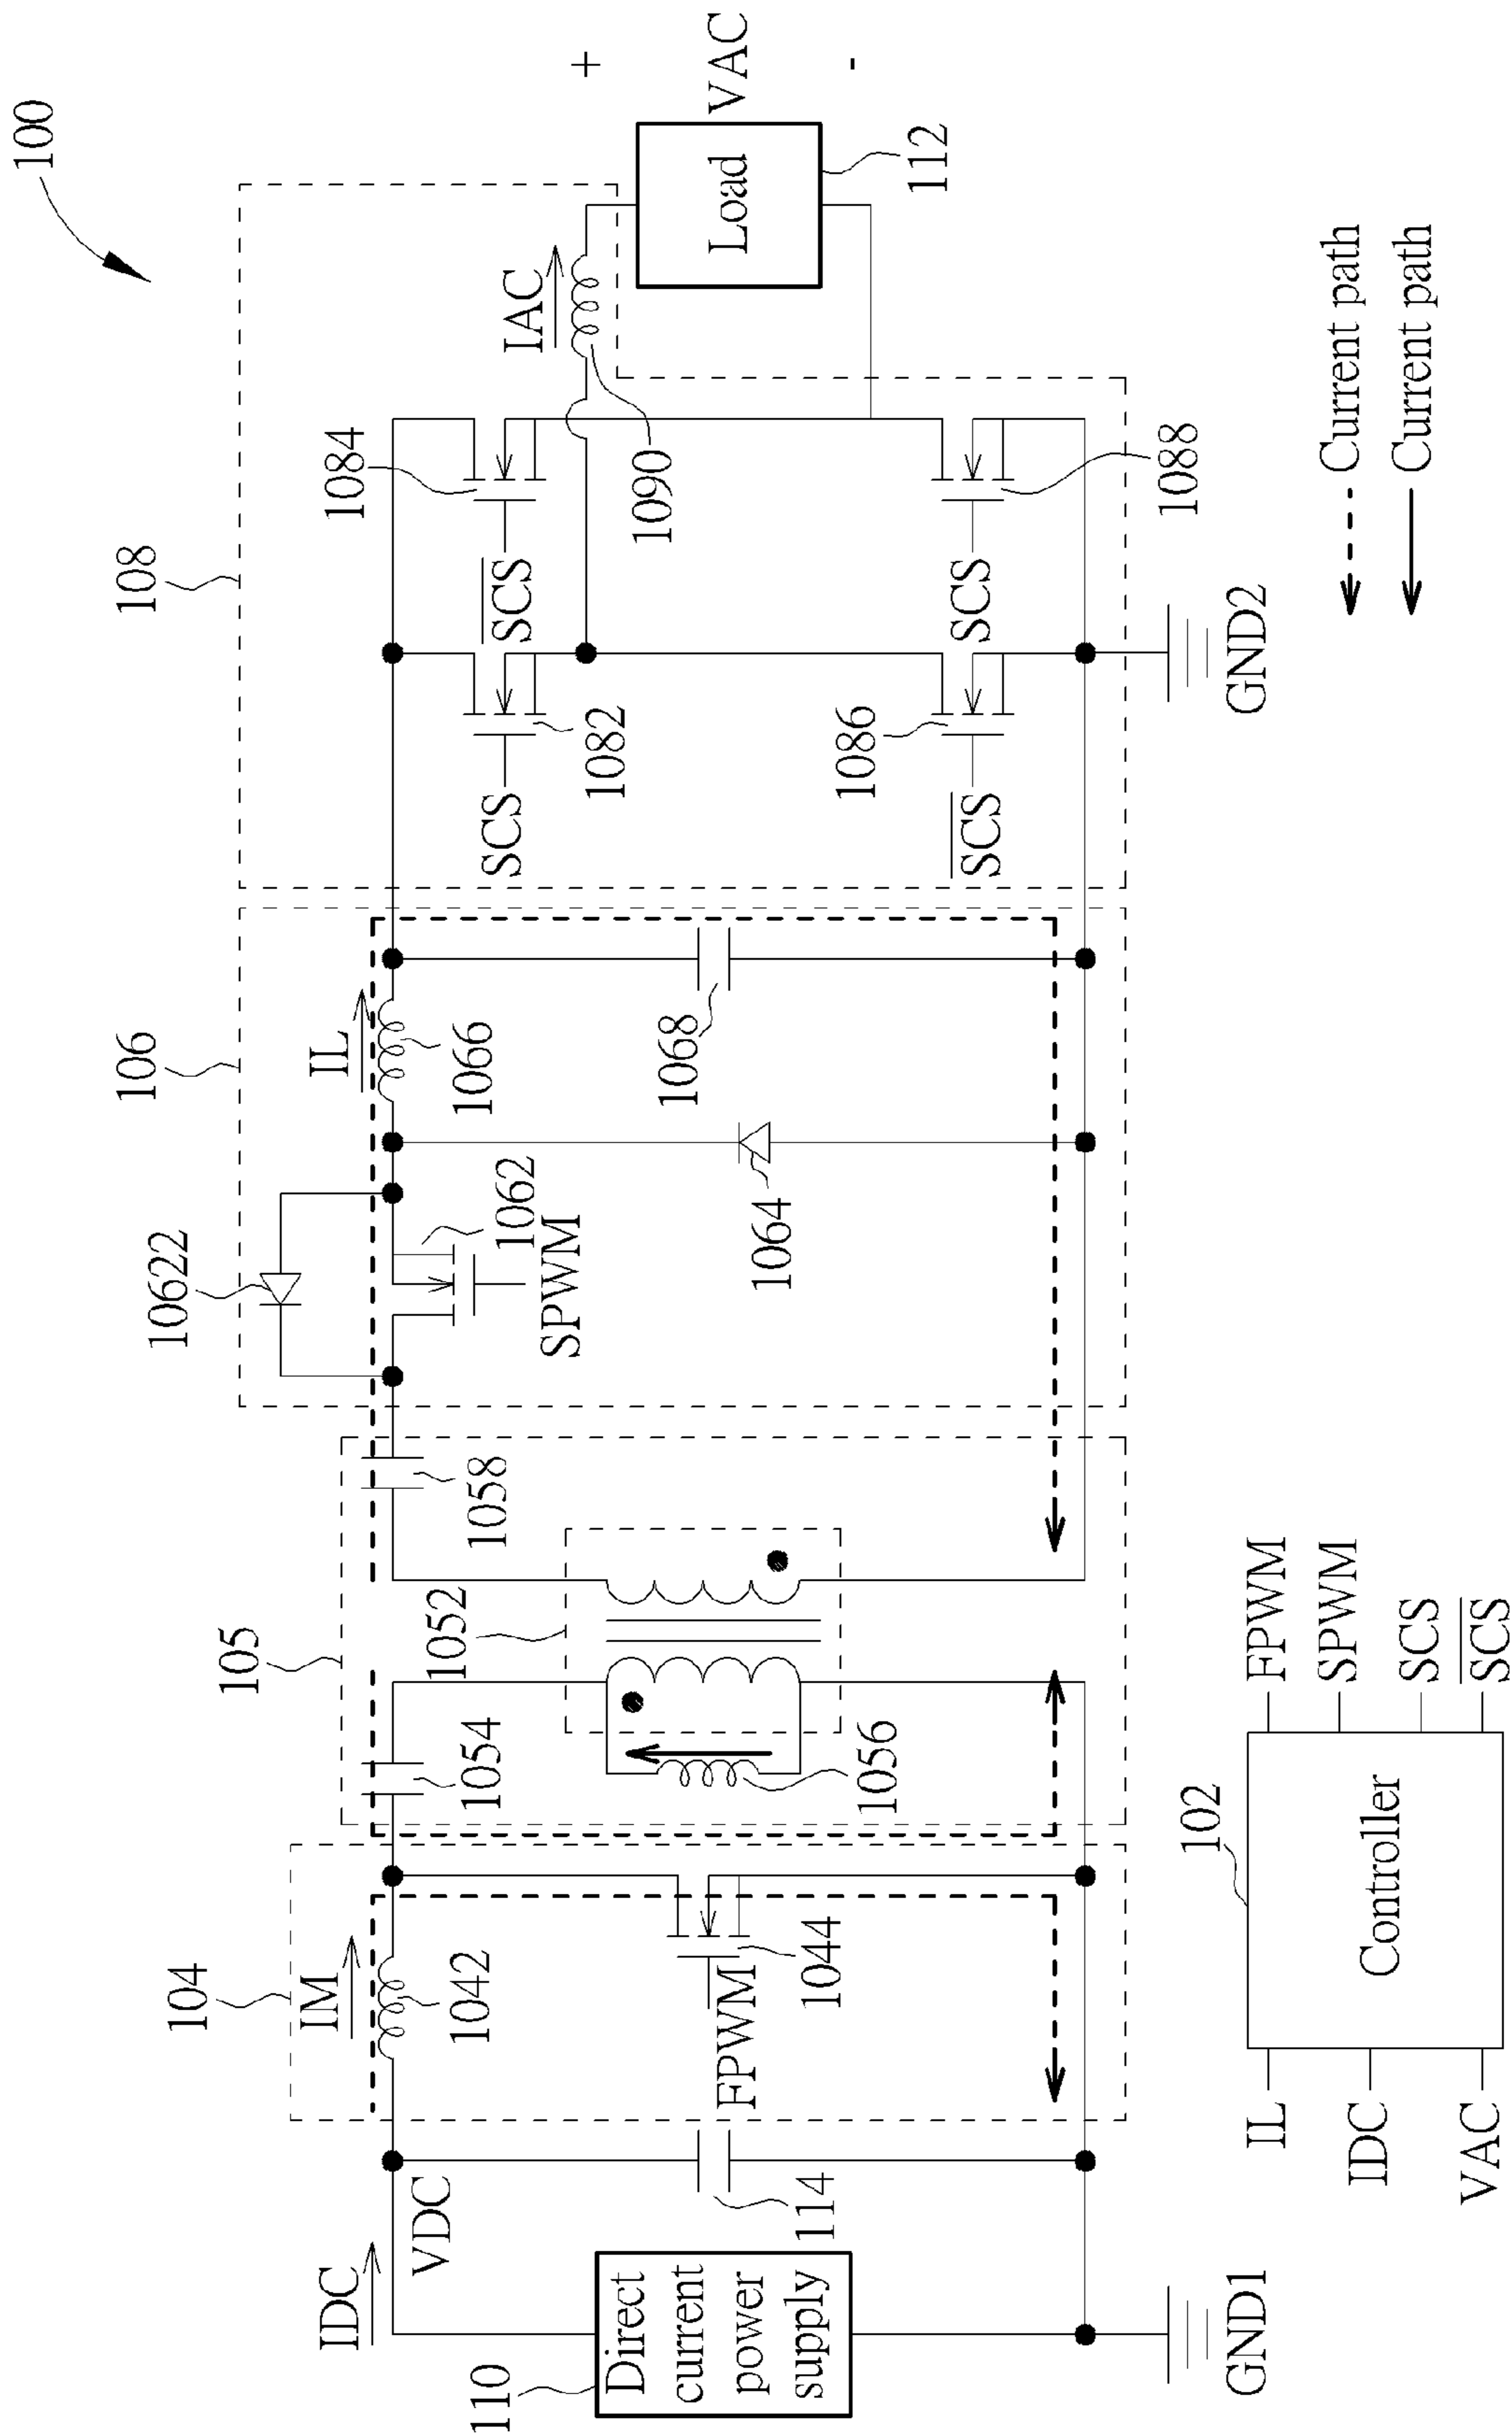 100
108
106
105
104
10622
IDC
IM
IL
IAC
VDC
1042
1054
1052
1058
1062
SPWM
1066
1084
1082
SCS
SCS
1090
+
VAC
-
Load
112
110
Direct
current
power
supply
114
FPWM
1044
1056
1064
1068
1086
SCS
SCS
1088
GND1
GND2
102
Controller
IL
IDC
VAC
FPWM
SPWM
SCS
SCS
Current path
Current path